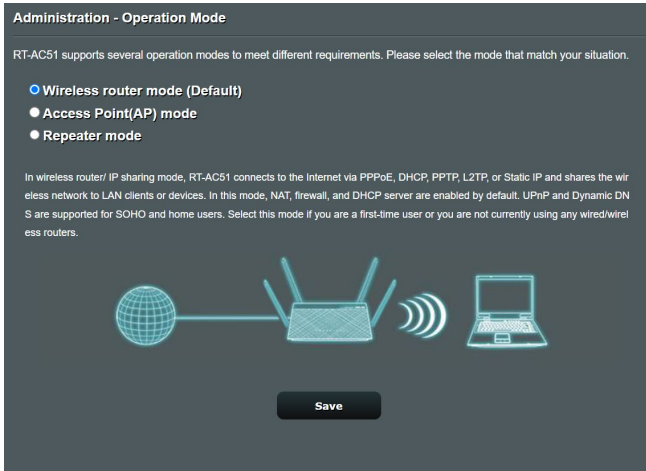 Administration - Operation Mode
RT-AC51 supports several operation modes to meet different requirements. Please select the mode that match your situation.
Wireless router mode (Default)
Access Point(AP) mode
Repeater mode
In wireless router/ IP sharing mode, RT-AC51 connects to the Internet via PPPoE, DHCP, PPTP, L2TP, or Static IP and shares the wir
eless network to LAN clients or devices. In this mode, NAT, firewall, and DHCP server are enabled by default. UPnP and Dynamic DN
S are supported for SOHO and home users. Select this mode if you are a first-time user or you are not currently using any wired/wirel
ess routers.
Save